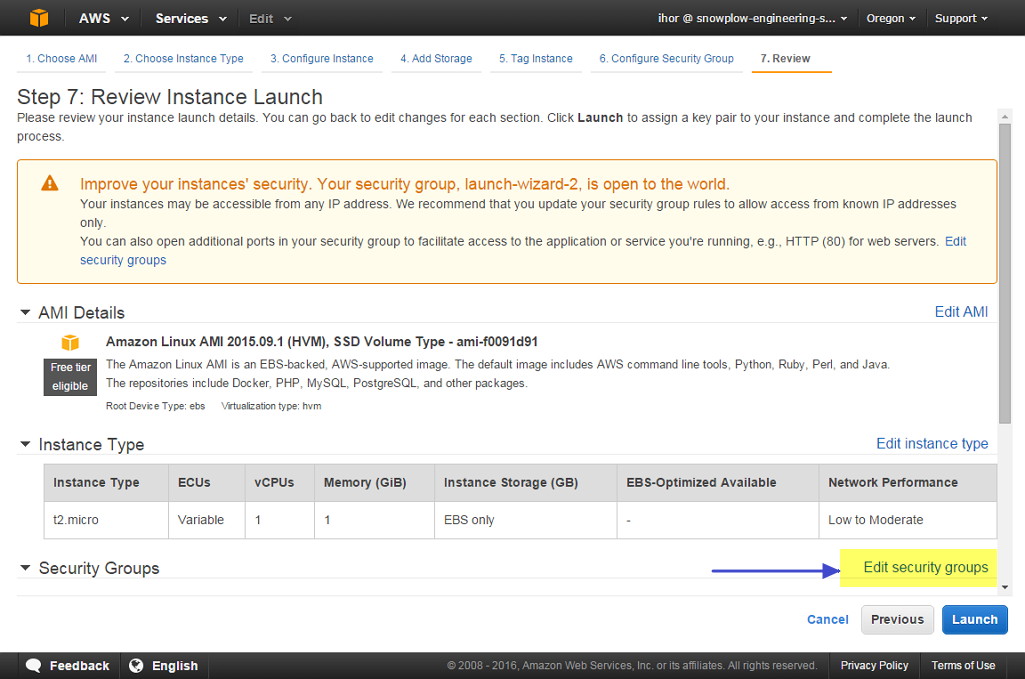 AWS Services Edit ihor @ snowplow-engineering-s... Oregon Support
1. Choose AMI 2. Choose Instance Type 3. Configure Instance 4. Add Storage 5. Tag Instance 6. Configure Security Group 7. Review
Step 7: Review Instance Launch
Please review your instance launch details. You can go back to edit changes for each section. Click Launch to assign a key pair to your instance and complete the launch
process.
Improve your instances' security. Your security group, launch-wizard-2, is open to the world.
Your instances may be accessible from any IP address. We recommend that you update your security group rules to allow access from known IP addresses
only.
You can also open additional ports in your security group to facilitate access to the application or service you're running, e.g., HTTP (80) for web servers. Edit
security groups
AMI Details Edit AMI
Amazon Linux AMI 2015.09.1 (HVM), SSD Volume Type - ami-f0091d91
Free tier
eligible
The Amazon Linux AMI is an EBS-backed, AWS-supported image. The default image includes AWS command line tools, Python, Ruby, Perl, and Java.
The repositories include Docker, PHP, MySQL, PostgreSQL, and other packages.
Root Device Type: ebs Virtualization type: hvm
Instance Type Edit instance type
Instance Type ECUs vCPUs Memory (GiB) Instance Storage (GB) EBS-Optimized Available Network Performance
t2.micro Variable 1 1 EBS only - Low to Moderate
Security Groups Edit security groups
Cancel Previous Launch
Feedback English © 2008 - 2016, Amazon Web Services, Inc. or its affiliates. All rights reserved. Privacy Policy Terms of Use